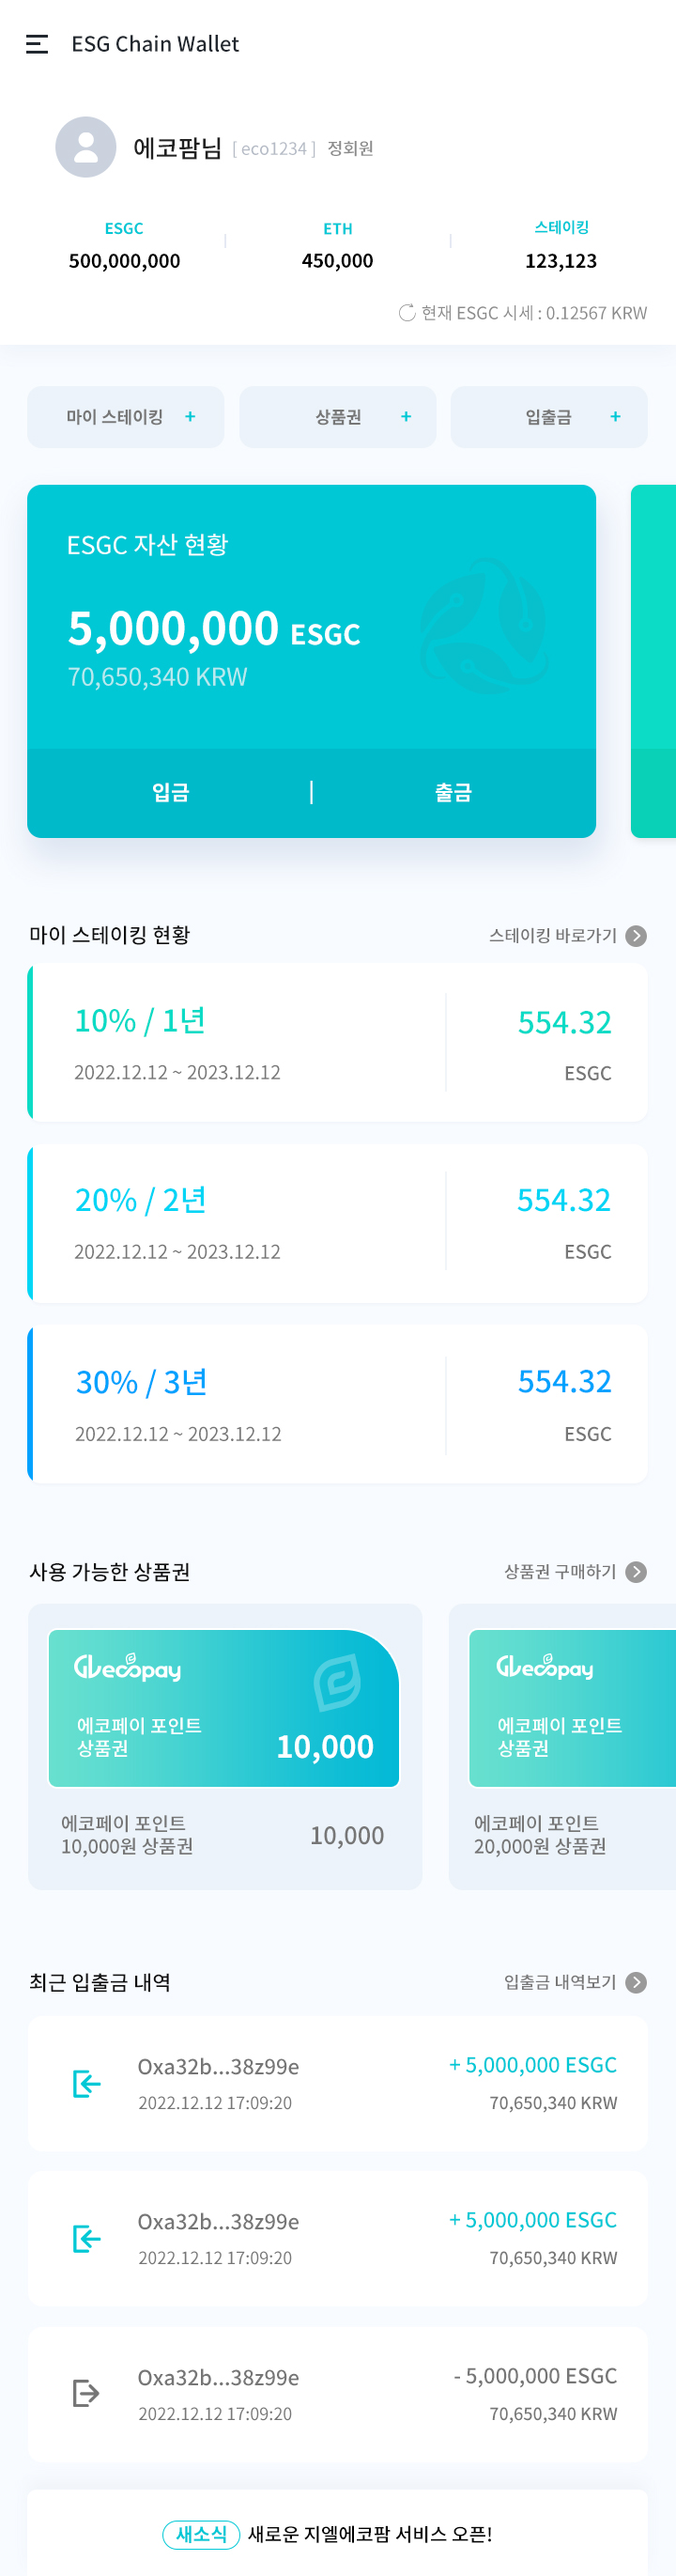 ESG Chain Wallet
에코팜님 [ eco1234 ] 정회원
ESGC ETH 스테이킹
500,000,000 450,000 123,123
현재 ESGC 시세 : 0.12567 KRW
마이 스테이킹 + 상품권 + 입출금 +
ESGC 자산 현황
5,000,000 ESGC
70,650,340 KRW
입금 | 출금
마이 스테이킹 현황 스테이킹 바로가기
10% / 1년 554.32
2022.12.12 ~ 2023.12.12 ESGC
20% / 2년 554.32
2022.12.12 ~ 2023.12.12 ESGC
30% / 3년 554.32
2022.12.12 ~ 2023.12.12 ESGC
사용 가능한 상품권 상품권 구매하기
GLecopay
에코페이 포인트
상품권 10,000
에코페이 포인트
10,000원 상품권 10,000
GLecopay
에코페이 포인트
상품권
에코페이 포인트
20,000원 상품권
최근 입출금 내역 입출금 내역보기
Oxa32b...38z99e + 5,000,000 ESGC
2022.12.12 17:09:20 70,650,340 KRW
Oxa32b...38z99e + 5,000,000 ESGC
2022.12.12 17:09:20 70,650,340 KRW
Oxa32b...38z99e - 5,000,000 ESGC
2022.12.12 17:09:20 70,650,340 KRW
새소식 새로운 지엘에코팜 서비스 오픈!